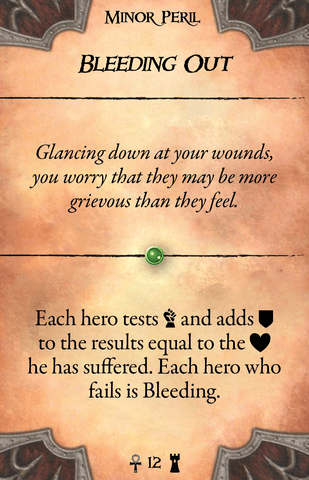 Minor Peril
Bleeding Out
Glancing down at your wounds,
you worry that they may be more
grievous than they feel.
Each hero tests and adds
to the results equal to the
he has suffered. Each hero who
fails is Bleeding.
12